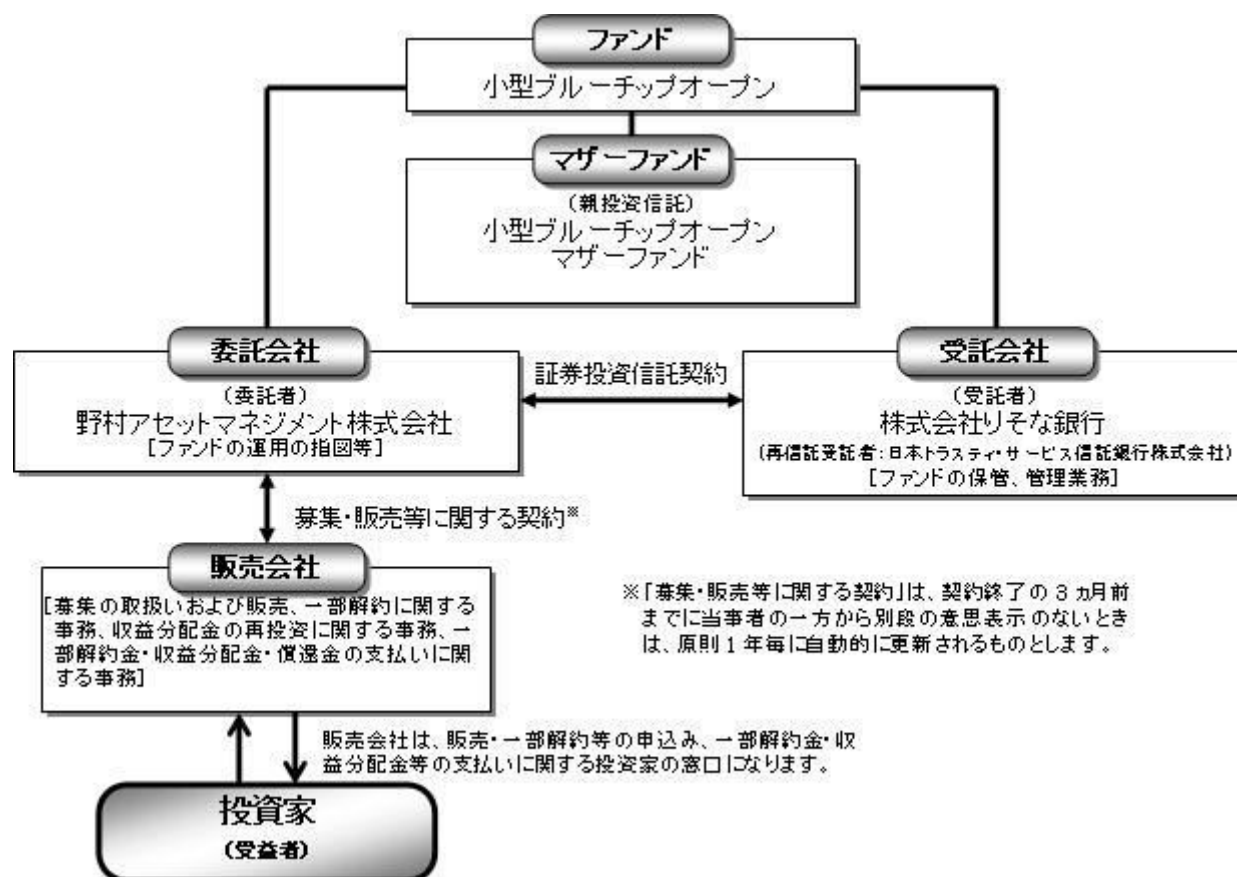 ファンド
小型ブルーチップオープン
マザーファンド
(親投資信託)
小型ブルーチップオープン
マザーファンド
委託会社
(委託者)
野村アセットマネジメント株式会社
[ファンドの運用の指図等]
証券投資信託契約
受託会社
(受託者)
株式会社りそな銀行
(再信託受託者:日本トラスティ・サービス信託銀行株式会社)
[ファンドの保管、管理業務]
募集・販売等に関する契約※
販売会社
[募集の取扱いおよび販売、一部解約に関する
事務、収益分配金の再投資に関する事務、一
部解約金・収益分配金・償還金の支払いに関
する事務]
※「募集・販売等に関する契約」は、契約終了の3ヵ月前
までに当事者の一方から別段の意思表示のないとき
は、原則1年毎に自動的に更新されるものとします。
販売会社は、販売・一部解約等の申込み、一部解約金・収
益分配金等の支払いに関する投資家の窓口になります。
投資家
(受益者)